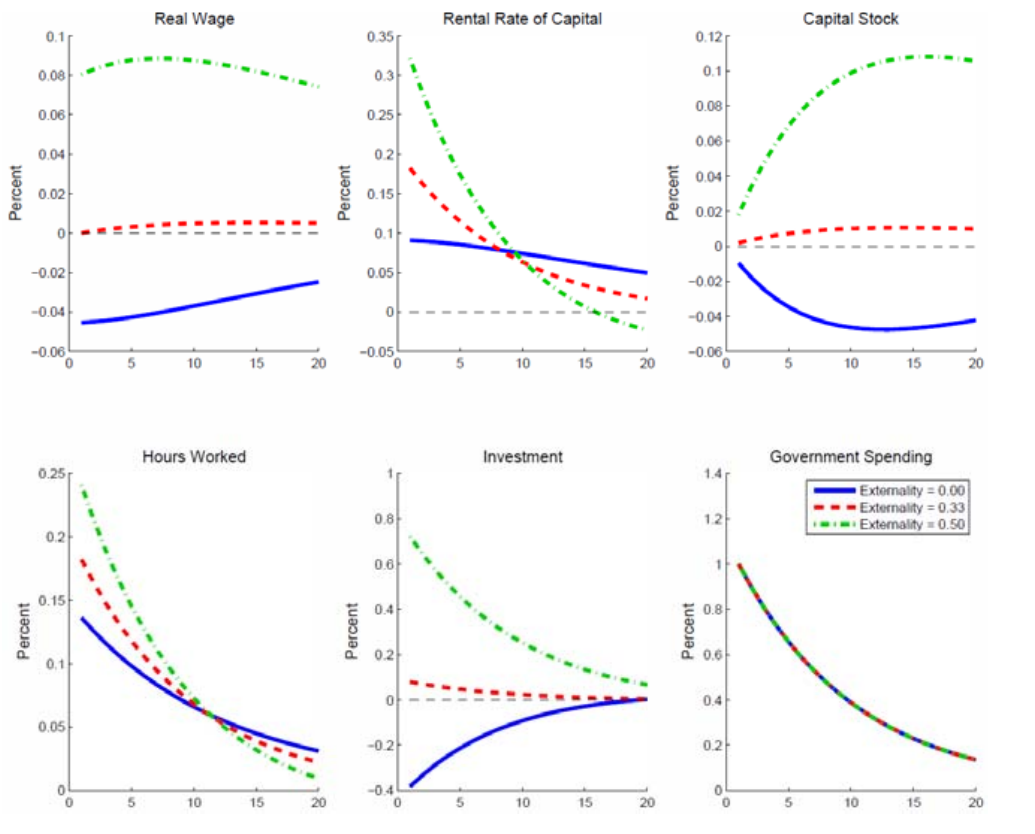 Real Wage
0.1
0.08
0.06
0.04
0.02
0
−0.02
−0.04
−0.06
Percent
0 5 10 15 20
Rental Rate of Capital
0.35
0.3
0.25
0.2
0.15
0.1
0.05
0
−0.05
Percent
0 5 10 15 20
Capital Stock
0.12
0.1
0.08
0.06
0.04
0.02
0
−0.02
−0.04
−0.06
Percent
0 5 10 15 20
Hours Worked
0.25
0.2
0.15
0.1
0.05
0
Percent
0 5 10 15 20
Investment
1
0.8
0.6
0.4
0.2
0
−0.2
−0.4
Percent
0 5 10 15 20
Government Spending
1.4
1.2
1
0.8
0.6
0.4
0.2
0
Percent
0 5 10 15 20
Externality = 0.00
Externality = 0.33
Externality = 0.50